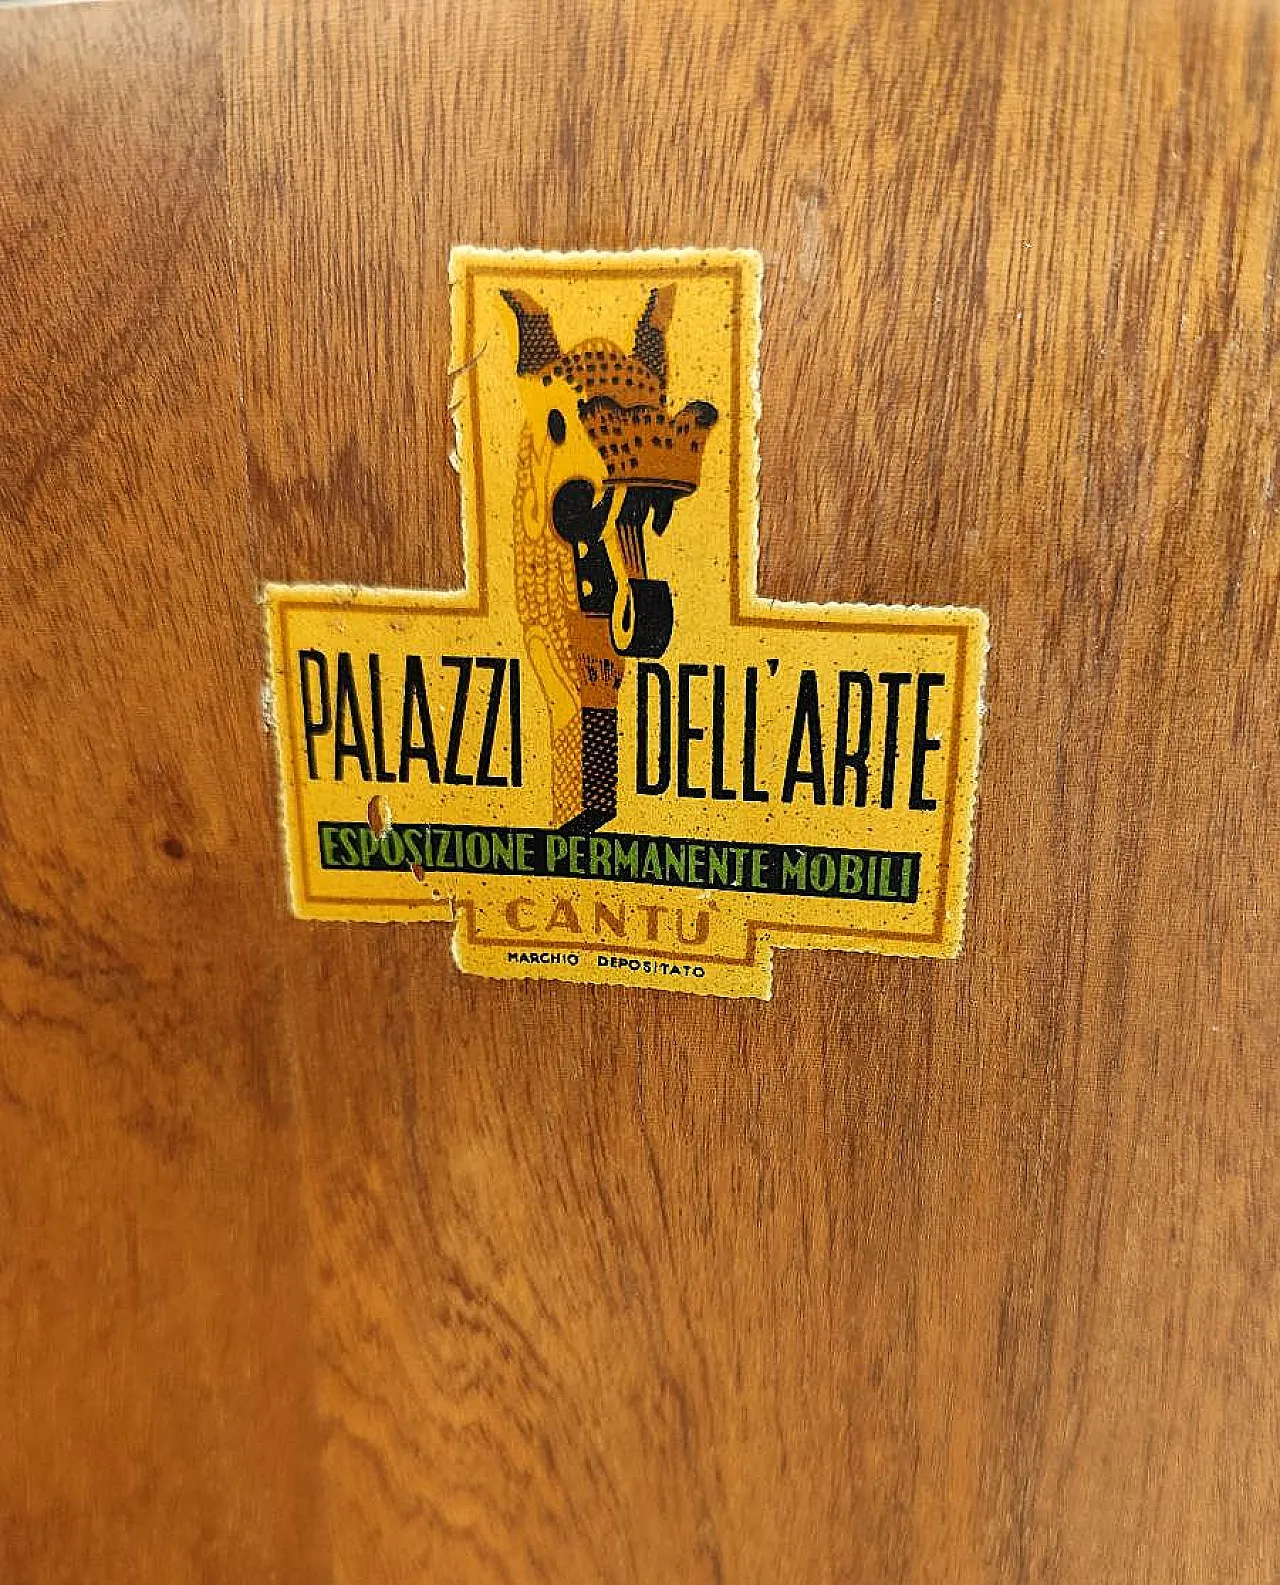 PALAZZI DELL'ARTE
ESPOSIZIONE PERMANENTE MOBILI
CANTÙ
MARCHIO DEPOSITATO